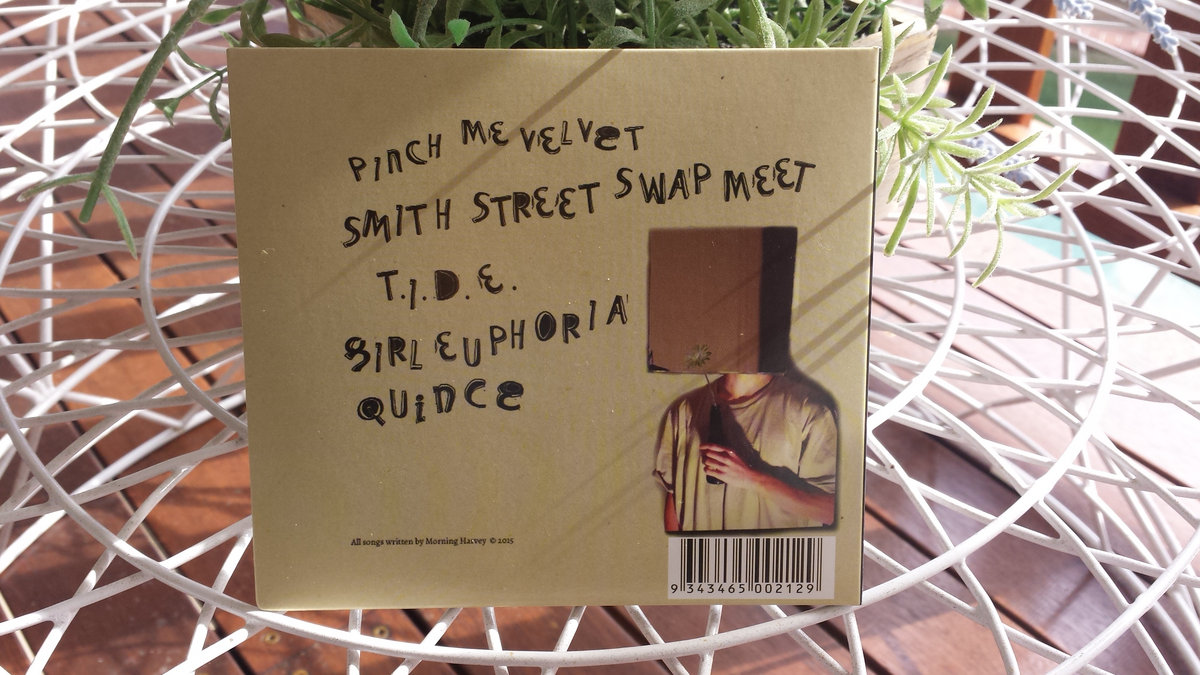 PINCH ME VELVET
SMITH STREET SWAP MEET
T.I.D.E.
GIRL EUPHORIA
QUINCE
All songs written by Morning Harvey © 2015
9 343465 002129